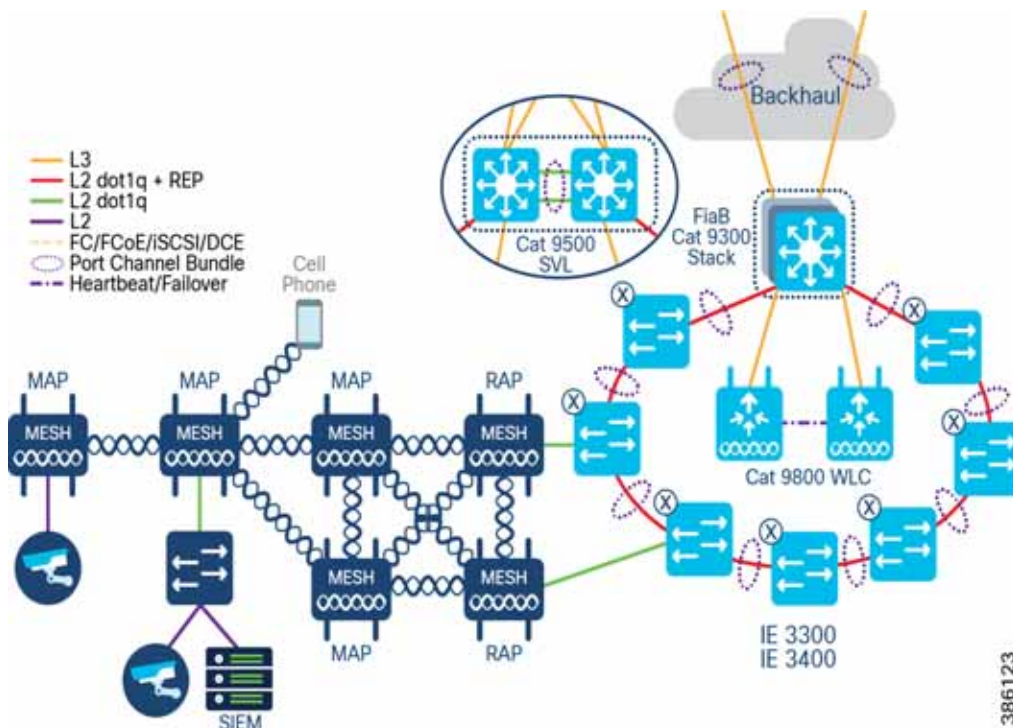 Backhaul
L3
L2 dot1q + REP
L2 dot1q
L2
FC/FCoE/iSCSI/DCE
Port Channel Bundle
Heartbeat/Failover
Cat 9500
SVL
FiaB
Cat 9300
Stack
Cell
Phone
X
X
MAP
MAP
MAP
RAP
X
X
MESH
MESH
MESH
MESH
Cat 9800 WLC
X
X
X
MESH
MESH
MAP
RAP
IE 3300
IE 3400
SIEM
386123